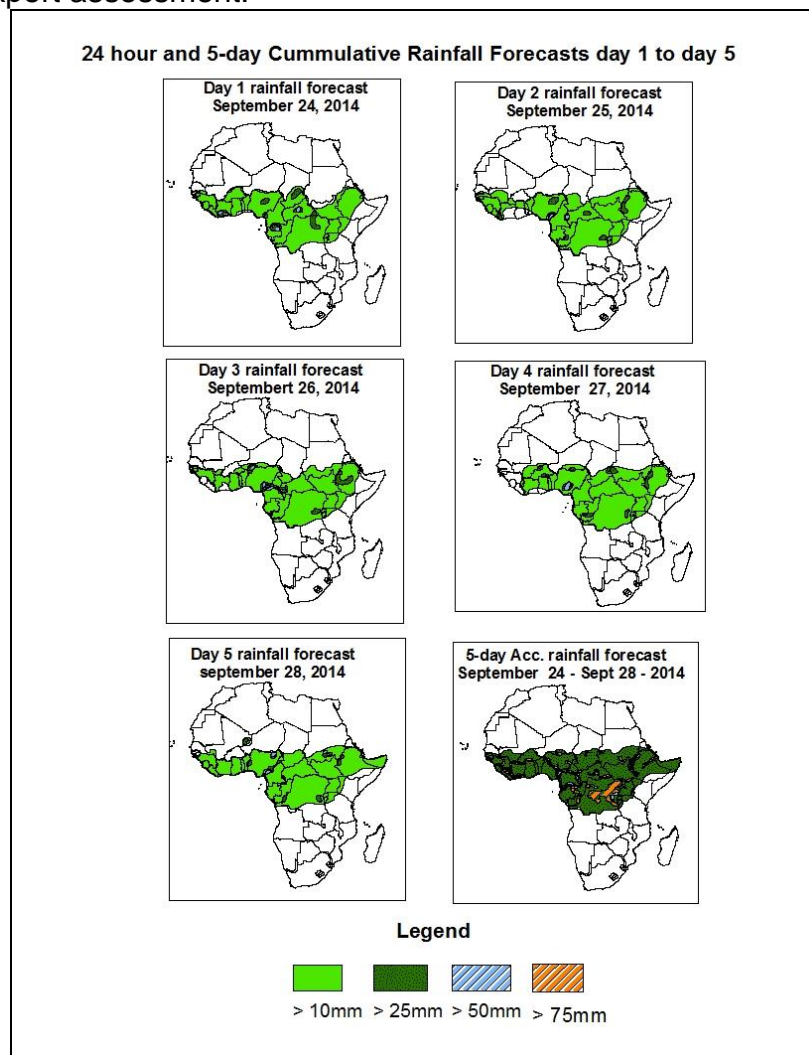 24 hour and 5-day Cummulative Rainfall Forecasts day 1 to day 5
Day 1 rainfall forecast
September 24, 2014
Day 2 rainfall forecast
September 25, 2014
Day 3 rainfall forecast
Septembert 26, 2014
Day 4 rainfall forecast
September 27, 2014
Day 5 rainfall forecast
september 28, 2014
5-day Acc. rainfall forecast
September 24 - Sept 28 - 2014
Legend
> 10mm > 25mm > 50mm > 75mm